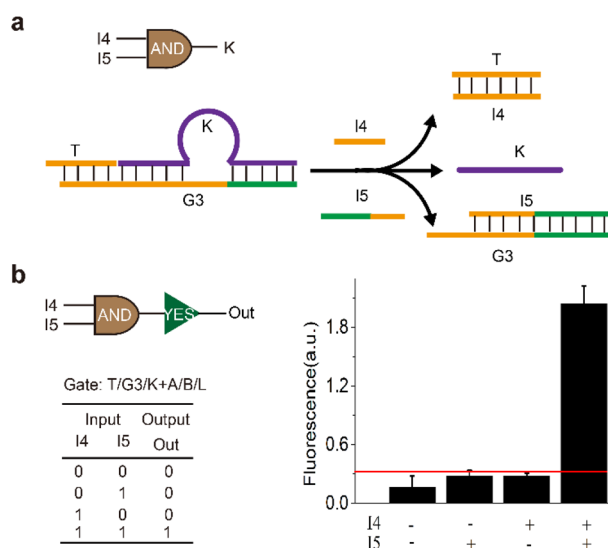 a
I4
I5
AND
K
T
K
G3
I4
I5
T
I4
K
I5
G3
b
I4
I5
AND
YES
Out
Gate: T/G3/K+A/B/L
Input Output
I4 I5 Out
0 0 0
0 1 0
1 0 0
1 1 1
Fluorescence(a.u.)
1.8
1.2
0.6
0.0
I4 - - + +
I5 - + - +